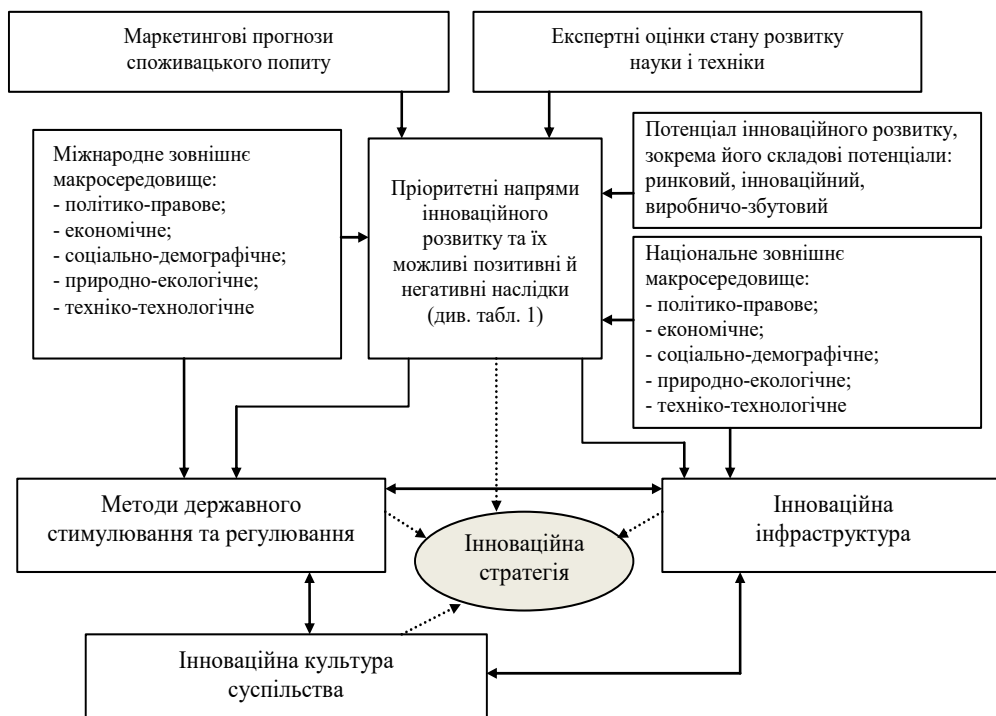 Маркетингові прогнози
споживацького попиту
Експертні оцінки стану розвитку
науки і техніки
Міжнародне зовнішнє
макросередовище:
- політико-правове;
- економічне;
- соціально-демографічне;
- природно-екологічне;
- техніко-технологічне
Пріоритетні напрями
інноваційного
розвитку та їх
можливі позитивні й
негативні наслідки
(див. табл. 1)
Потенціал інноваційного розвитку,
зокрема його складові потенціали:
ринковий, інноваційний,
виробничо-збутовий
Національне зовнішнє
макросередовище:
- політико-правове;
- економічне;
- соціально-демографічне;
- природно-екологічне;
- техніко-технологічне
Методи державного
стимулювання та регулювання
Інноваційна
стратегія
Інноваційна
інфраструктура
Інноваційна культура
суспільства